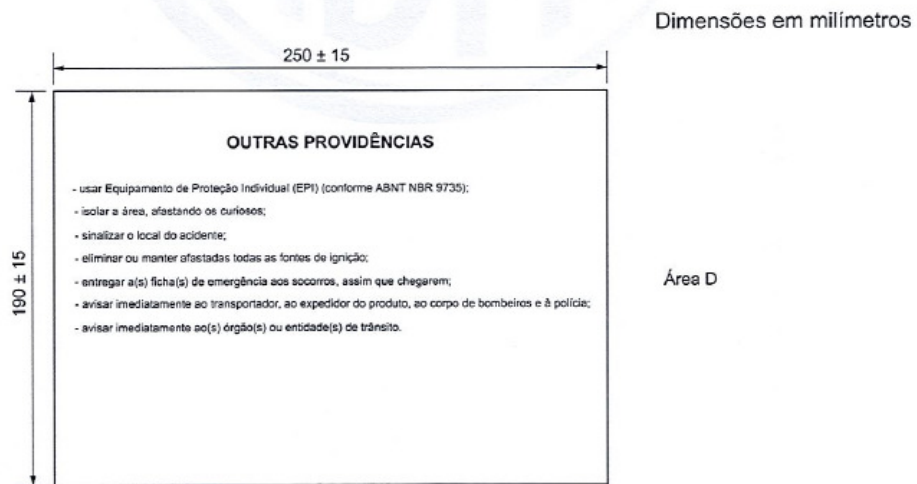 Dimensões em milímetros
250 ± 15
190 ± 15
OUTRAS PROVIDÊNCIAS
- usar Equipamento de Proteção Individual (EPI) (conforme ABNT NBR 9735);
- isolar a área, afastando os curiosos;
- sinalizar o local do acidente;
- eliminar ou manter afastadas todas as fontes de ignição;
- entregar a(s) ficha(s) de emergência aos socorros, assim que chegarem;
- avisar imediatamente ao transportador, ao expedidor do produto, ao corpo de bombeiros e à polícia;
- avisar imediatamente ao(s) órgão(s) ou entidade(s) de trânsito.
Área D